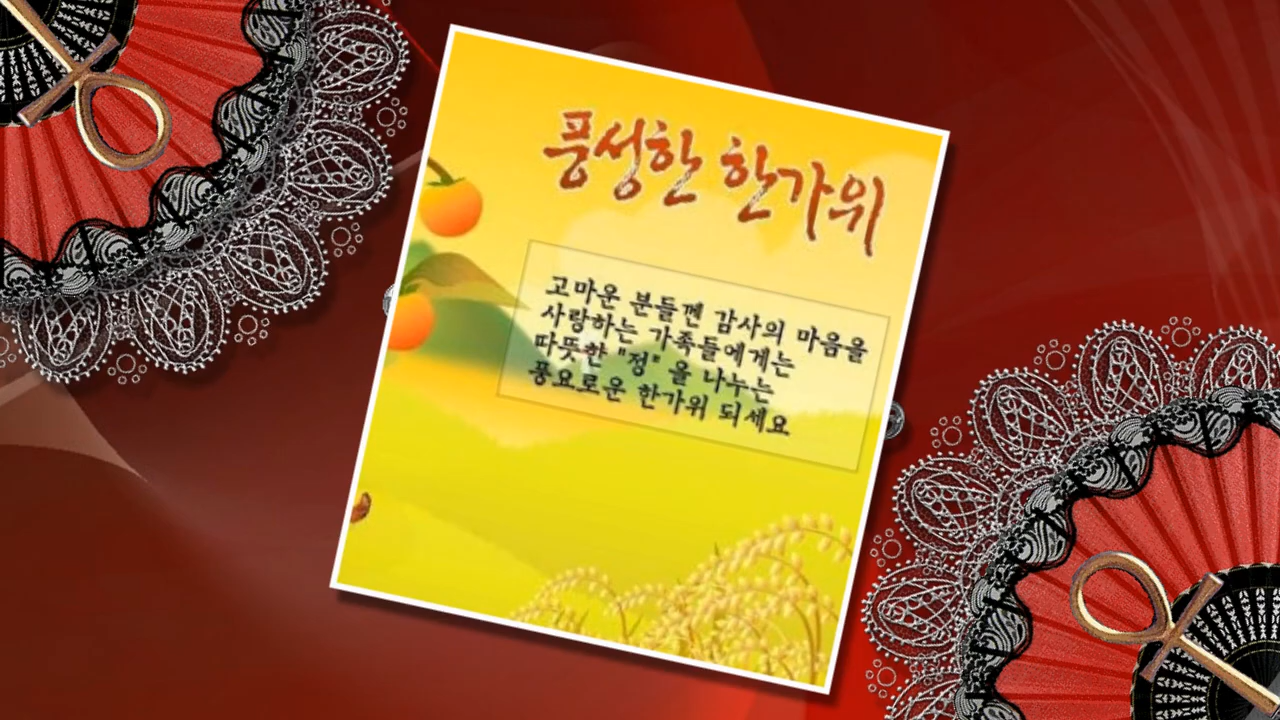 풍성한 한가위
고마운 분들껜 감사의 마음을
사랑하는 가족들에게는
따뜻한 "정" 을 나누는
풍요로운 한가위 되세요